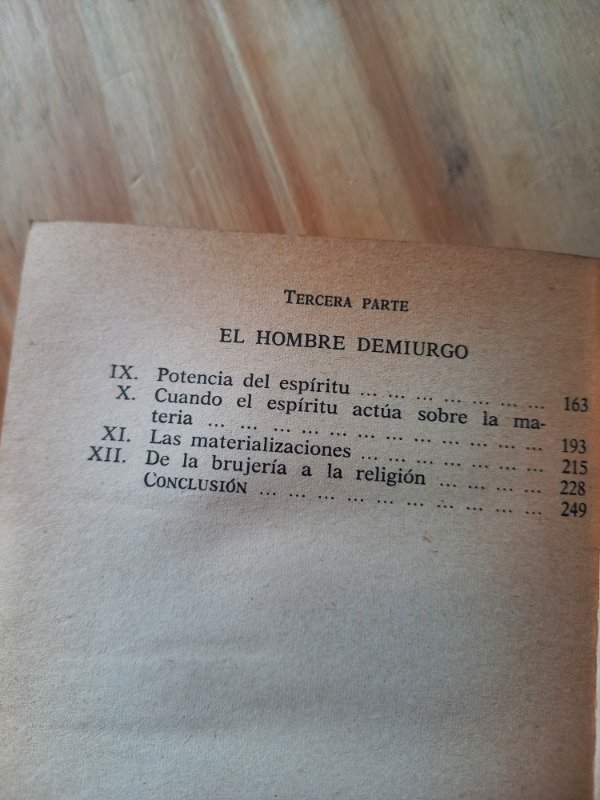 TERCERA PARTE
EL HOMBRE DEMIURGO
IX. Potencia del espíritu ... ... ... ... ... ... ... 163
X. Cuando el espíritu actúa sobre la ma-
teria ... ... ... ... ... ... ... ... ... ... ... 193
XI. Las materializaciones ... ... ... ... ... ... 215
XII. De la brujería a la religión ... ... ... ... 228
CONCLUSIÓN ... ... ... ... ... ... ... ... ... ... 249